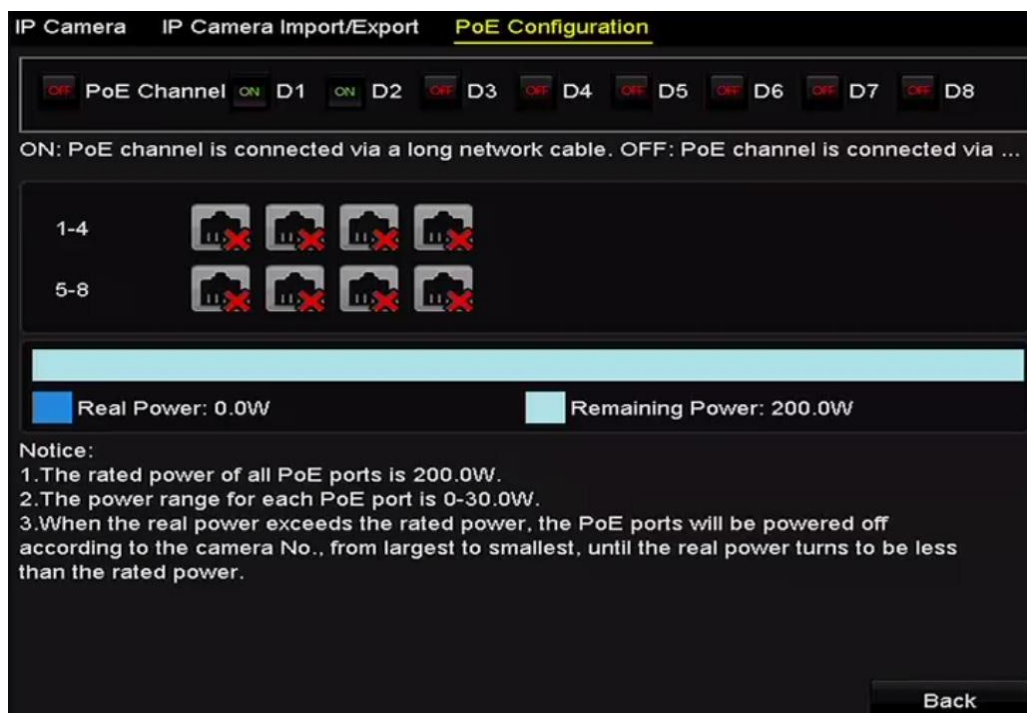 IP Camera IP Camera Import/Export PoE Configuration
OFF PoE Channel ON D1 ON D2 OFF D3 OFF D4 OFF D5 OFF D6 OFF D7 OFF D8
ON: PoE channel is connected via a long network cable. OFF: PoE channel is connected via ...
1-4
5-8
Real Power: 0.0W Remaining Power: 200.0W
Notice:
1.The rated power of all PoE ports is 200.0W.
2.The power range for each PoE port is 0-30.0W.
3.When the real power exceeds the rated power, the PoE ports will be powered off
according to the camera No., from largest to smallest, until the real power turns to be less
than the rated power.
Back